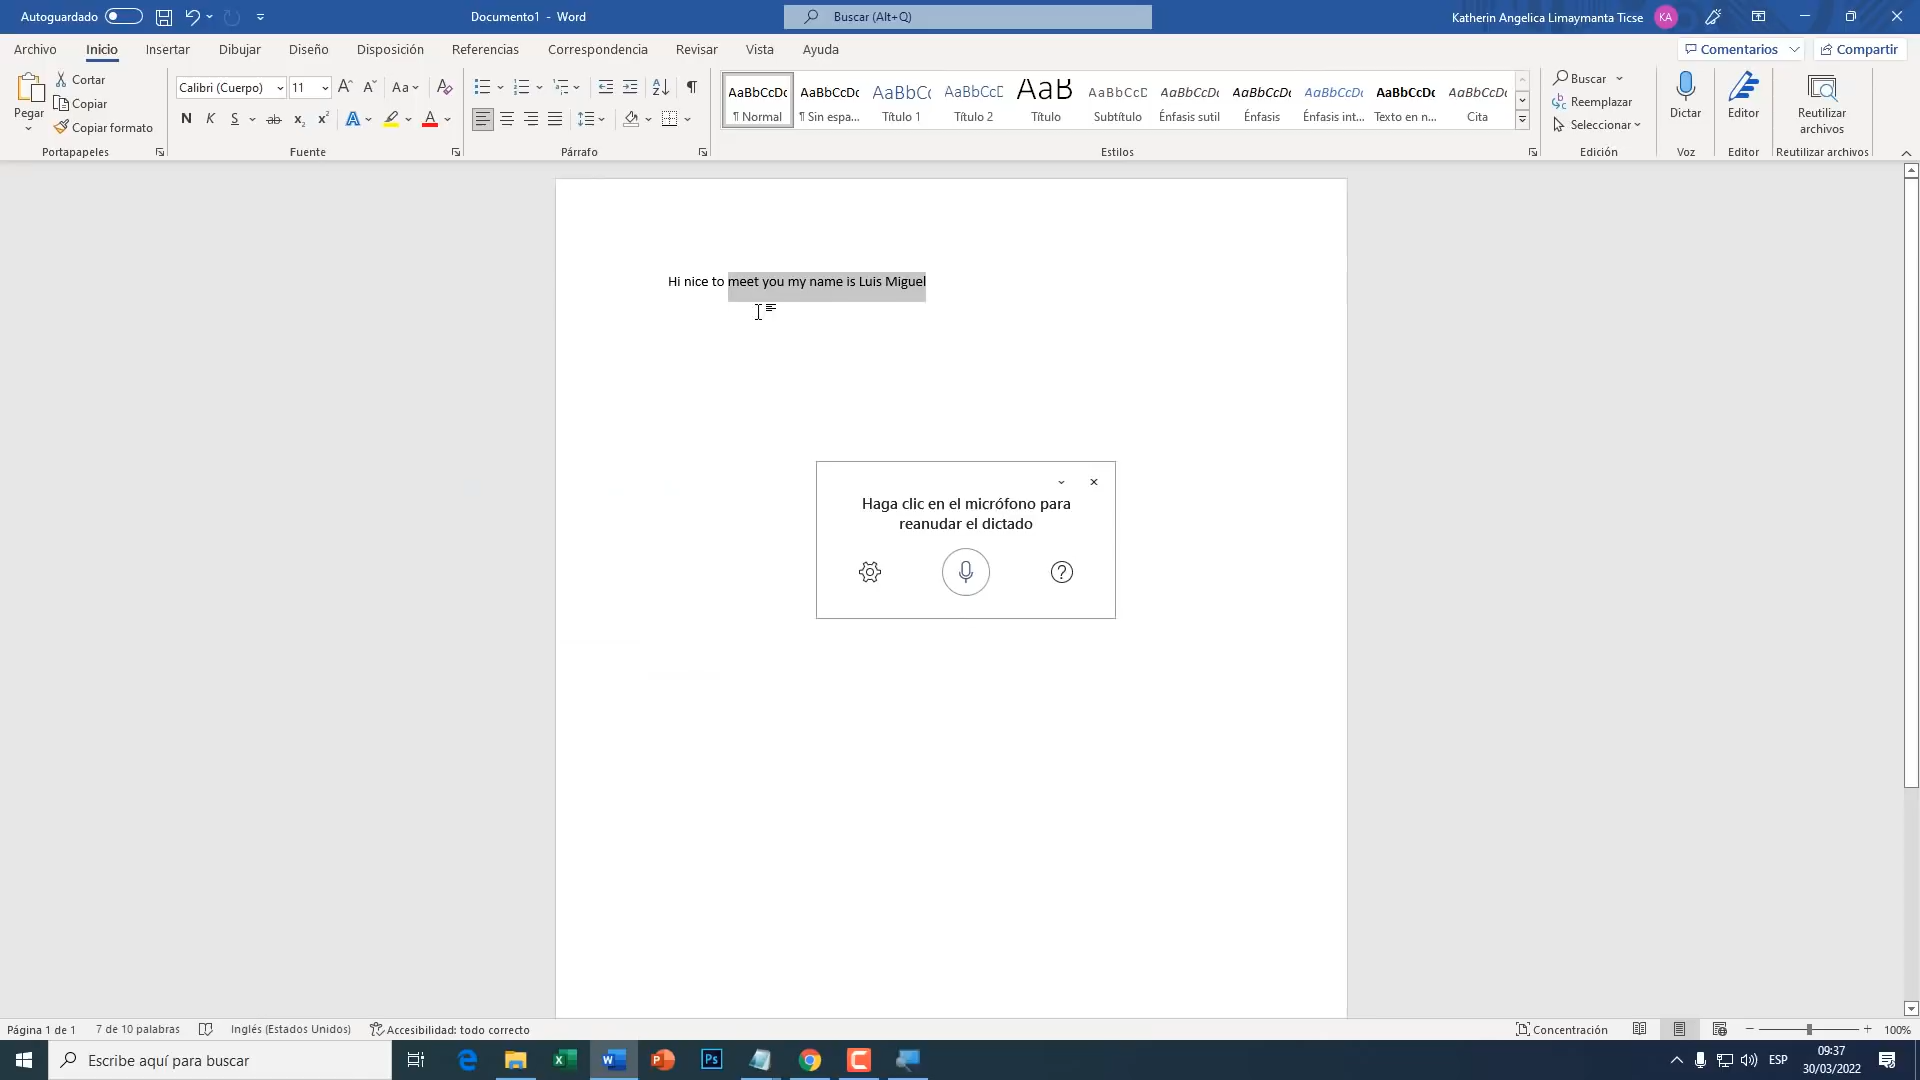 Autoguardado
Documento1 - Word
Buscar (Alt+Q)
Katherin Angelica Limaymanta Ticse
KA
Archivo
Inicio
Insertar
Dibujar
Diseño
Disposición
Referencias
Correspondencia
Revisar
Vista
Ayuda
Comentarios
Compartir
Pegar
Cortar
Copiar
Copiar formato
Portapapeles
Calibri (Cuerpo)
11
Fuente
Párrafo
AaBbCcDc
¶ Normal
AaBbCcDc
¶ Sin espa...
AaBbCc
Título 1
AaBbCcD
Título 2
AaB
Título
AaBbCcD
Subtítulo
AaBbCcDc
Énfasis sutil
AaBbCcDc
Énfasis
AaBbCcDc
Énfasis int...
AaBbCcDc
Texto en n...
AaBbCcDc
Cita
Estilos
Buscar
Reemplazar
Seleccionar
Edición
Dictar
Voz
Editor
Editor
Reutilizar
archivos
Reutilizar archivos
Hi nice to meet you my name is Luis Miguel
Haga clic en el micrófono para
reanudar el dictado
Página 1 de 1
7 de 10 palabras
Inglés (Estados Unidos)
Accesibilidad: todo correcto
Concentración
100%
Escribe aquí para buscar
ESP
09:37
30/03/2022